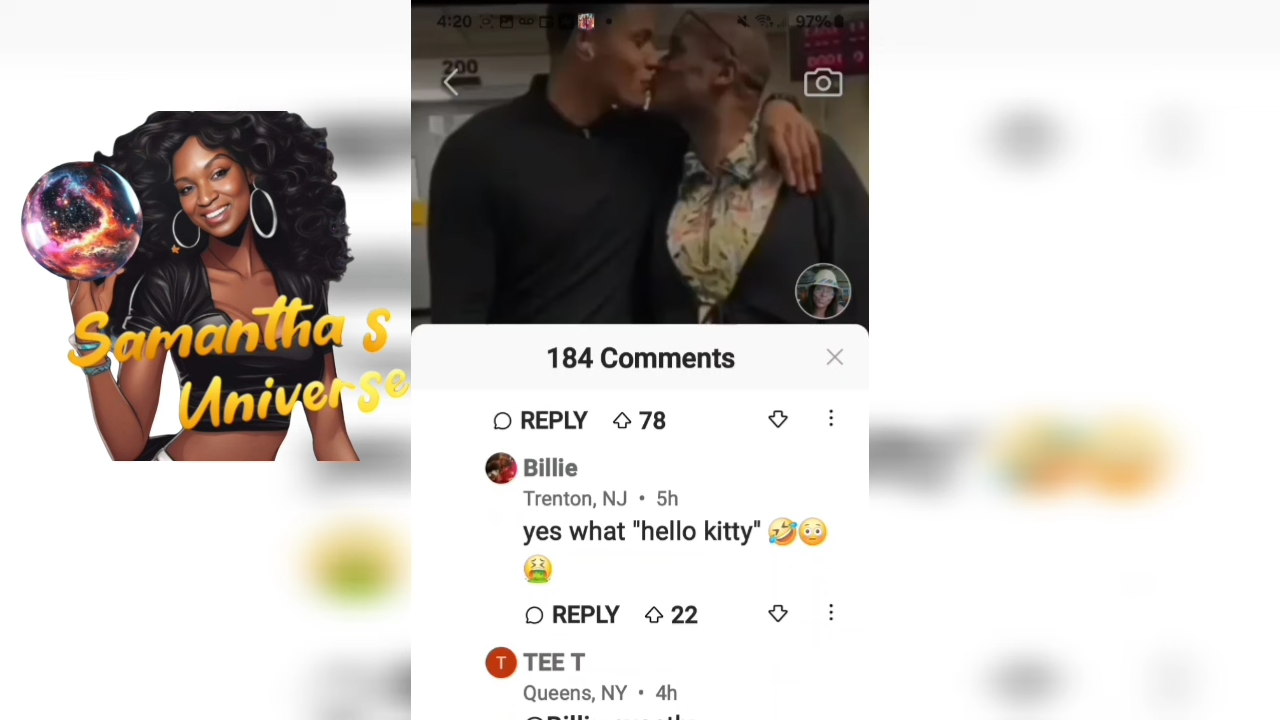 4:20
97%
200
Samantha s
Universe
184 Comments
REPLY 78
Billie
Trenton, NJ • 5h
yes what "hello kitty" 🤣😳
🤮
REPLY 22
T TEE T
Queens, NY • 4h